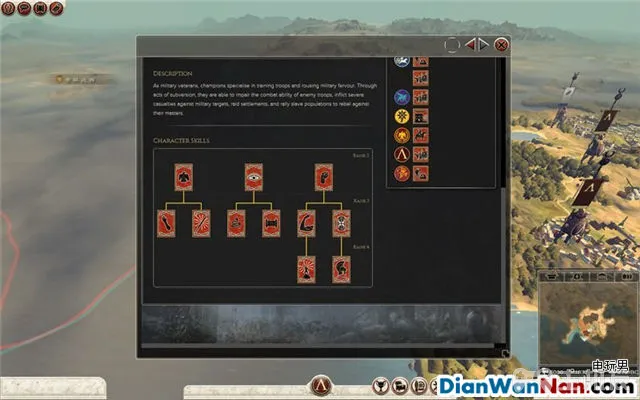 DESCRIPTION
As military veterans, champions specialise in training troops and rousing military fervour. Through
acts of subversion, they are able to impair the combat ability of enemy troops, inflict severe
casualties against military targets, raid settlements, and rally slave populations to rebel against
their masters.
CHARACTER SKILLS
RANK 2
RANK 3
RANK 4
电玩男
DianWanNan.Com